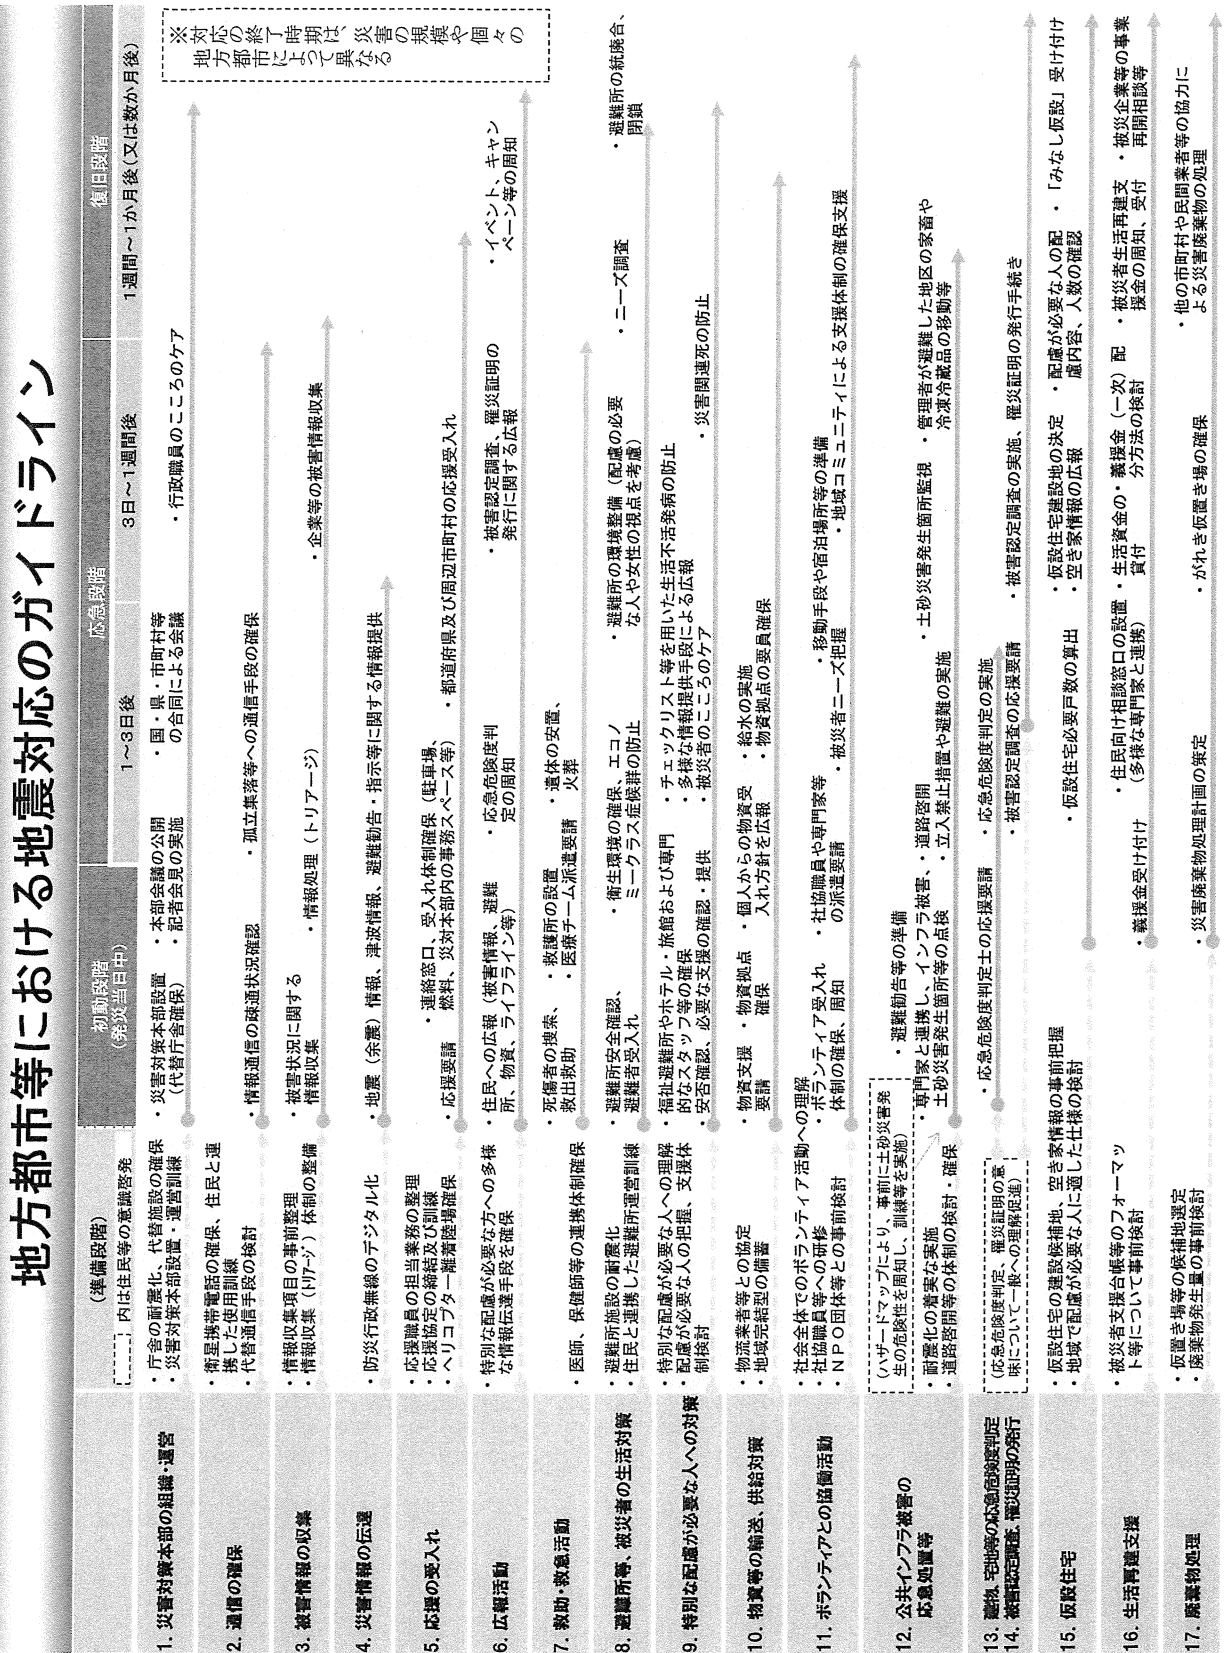 地方都市等における地震対応のガイドライン
（準備段階）
内は住民等の意識啓発
初動段階
（発災当日中）
応急段階
1～3日後
3日～1週間後
復旧段階
1週間～1か月後（又は数か月後）
※対応の終了時期は、災害の規模や個々の
地方都市によって異なる
1. 災害対策本部の組織・運営
・庁舎の耐震化、代替施設の確保
・災害対策本部設置・運営訓練
・災害対策本部設置
（代替庁舎確保）
・本部会議の公開
・記者会見の実施
・国・県・市町村等
の合同による会議
・行政職員のこころのケア
2. 通信の確保
・衛星携帯電話の確保、住民と連
携した使用訓練
・代替通信手段の検討
・情報通信の疎通状況確認
・孤立集落等への通信手段の確保
3. 被害情報の収集
・情報収集項目の事前整理
・情報収集（トリアージ）体制の整備
・被害状況に関する
情報収集
・情報処理（トリアージ）
・企業等の被害情報収集
4. 災害情報の伝達
・防災行政無線のデジタル化
・地震（余震）情報、津波情報、避難勧告・指示等に関する情報提供
5. 応援の受入れ
・応援職員の担当業務の整理
・応援協定の締結及び訓練
・ヘリコプター離着陸場確保
・応援要請
・連絡窓口、受入れ体制確保（駐車場、
燃料、災対本部内の事務スペース等）
・都道府県及び周辺市町村の応援受入れ
6. 広報活動
・特別な配慮が必要な方への多様
な情報伝達手段を確保
・住民への広報（被害情報、避難
所、物資、ライフライン等）
・応急危険度判
定の周知
・被害認定調査、罹災証明の
発行に関する広報
・イベント、キャン
ペーン等の周知
7. 救助・救急活動
・医師、保健師等の連携体制確保
・死傷者の捜索、
救出救助
・救護所の設置
・医療チーム派遣要請
・遺体の安置、
火葬
8. 避難所等、被災者の生活対策
・避難所施設の耐震化
・住民と連携した避難所運営訓練
・避難所安全確認、
避難者受入れ
・衛生環境の確保、エコノ
ミークラス症候群の防止
・避難所の環境整備（配慮の必要
な人や女性の視点を考慮）
・ニーズ調査
・避難所の統廃合、
閉鎖
9. 特別な配慮が必要な人への対策
・特別な配慮が必要な人への理解
・配慮が必要な人の把握、支援体
制検討
・福祉避難所やホテル・旅館および専門
的なスタッフ等の確保
・安否確認、必要な支援の確認・提供
・チェックリスト等を用いた生活不活発病の防止
・多様な情報提供手段による広報
・被災者のこころのケア
・災害関連死の防止
10. 物資等の輸送、供給対策
・物流業者等との協定
・地域完結型の備蓄
・物資支援
要請
・物資拠点
確保
・個人からの物資受
入れ方針を広報
・給水の実施
・物資拠点の要員確保
11. ボランティアとの協働活動
・社会全体でのボランティア活動への理解
・社協職員等への研修
・ＮＰＯ団体等との事前検討
・ボランティア受入れ
体制の確保、周知
・社協職員や専門家等
の派遣要請
・被災者ニーズ把握
・移動手段や宿泊場所等の準備
・地域コミュニティによる支援体制の確保支援
12. 公共インフラ被害の
応急処置等
（ハザードマップにより、事前に土砂災害発
生の危険性を周知し、訓練等を実施）
・耐震化の着実な実施
・道路啓開等の体制の検討・確保
・避難勧告等の準備
・専門家と連携し、インフラ被害、
土砂災害発生箇所等の点検
・道路啓開
・立入禁止措置や避難の実施
・土砂災害発生箇所監視
・管理者が避難した地区の家畜や
冷凍冷蔵品の移動等
13. 建物、宅地等の応急危険度判定
14. 被害認定調査、罹災証明の発行
（応急危険度判定、罹災証明の意
味について一般への理解促進）
・応急危険度判定士の応援要請
・応急危険度判定の実施
・被害認定調査の応援要請
・被害認定調査の実施、罹災証明の発行手続き
15. 仮設住宅
・仮設住宅の建設候補地、空き家情報の事前把握
・地域で配慮が必要な人に適した仕様の検討
・仮設住宅必要戸数の算出
・仮設住宅建設地の決定
・空き家情報の広報
・配慮が必要な人の配
慮内容、人数の確認
・「みなし仮設」受け付け
16. 生活再建支援
・被災者支援台帳等のフォーマッ
ト等について事前検討
・義援金受け付け
・住民向け相談窓口の設置
（多様な専門家と連携）
・生活資金の
貸付
・義援金（一次）配
分方法の検討
・被災者生活再建支
援金の周知、受付
・被災企業等の事業
再開相談等
17. 廃棄物処理
・仮置き場等の候補地選定
・廃棄物発生量の事前検討
・災害廃棄物処理計画の策定
・がれき仮置き場の確保
・他の市町村や民間業者等の協力に
よる災害廃棄物の処理